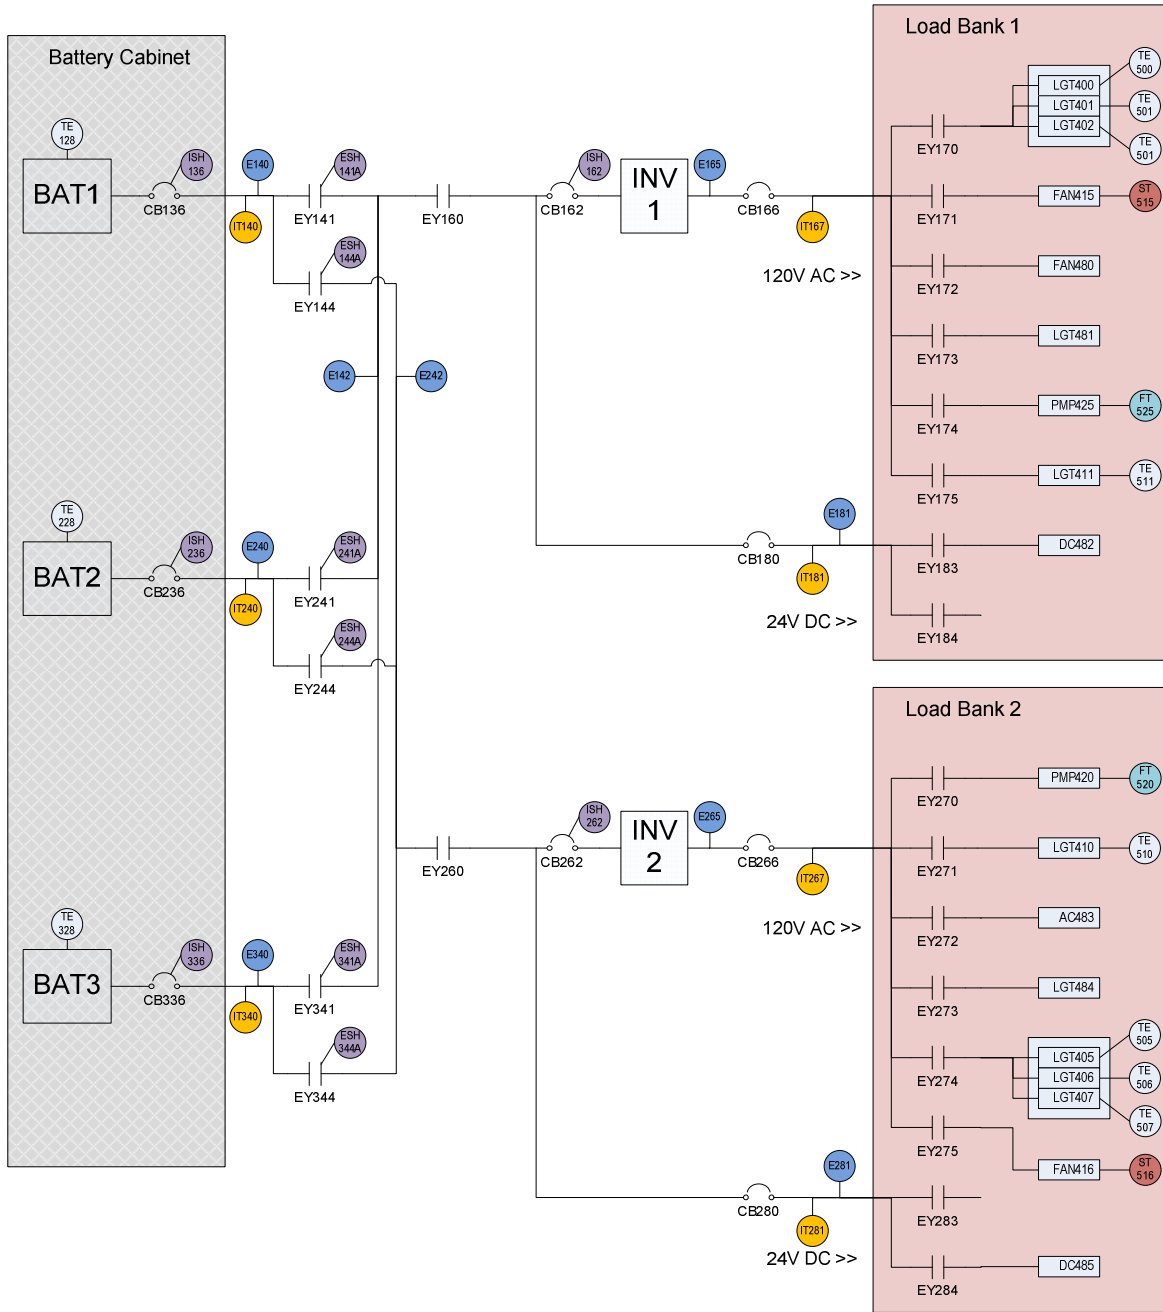 Load Bank 1
Battery Cabinet
TE
500
LGT400
LGT401
TE
501
LGT402
TE
501
EY170
TE
128
BAT1
ISH
136
CB136
E140
IT140
ESH
141A
EY141
EY160
ISH
162
CB162
INV
1
E165
CB166
IT167
120V AC >>
EY171
FAN415
ST
515
ESH
144A
EY144
EY172
FAN480
EY173
LGT481
E142
E242
EY174
PMP425
FT
525
EY175
LGT411
TE
511
TE
228
BAT2
ISH
236
CB236
E240
IT240
ESH
241A
EY241
E181
CB180
IT181
24V DC >>
EY183
DC482
EY184
ESH
244A
EY244
Load Bank 2
EY270
PMP420
FT
520
ISH
262
EY260
CB262
INV
2
E265
CB266
IT267
120V AC >>
EY271
LGT410
TE
510
EY272
AC483
EY273
LGT484
TE
328
BAT3
ISH
336
CB336
E340
IT340
ESH
341A
EY341
ESH
344A
EY344
EY274
LGT405
LGT406
LGT407
TE
505
TE
506
TE
507
EY275
FAN416
ST
516
E281
CB280
IT281
24V DC >>
EY283
EY284
DC485